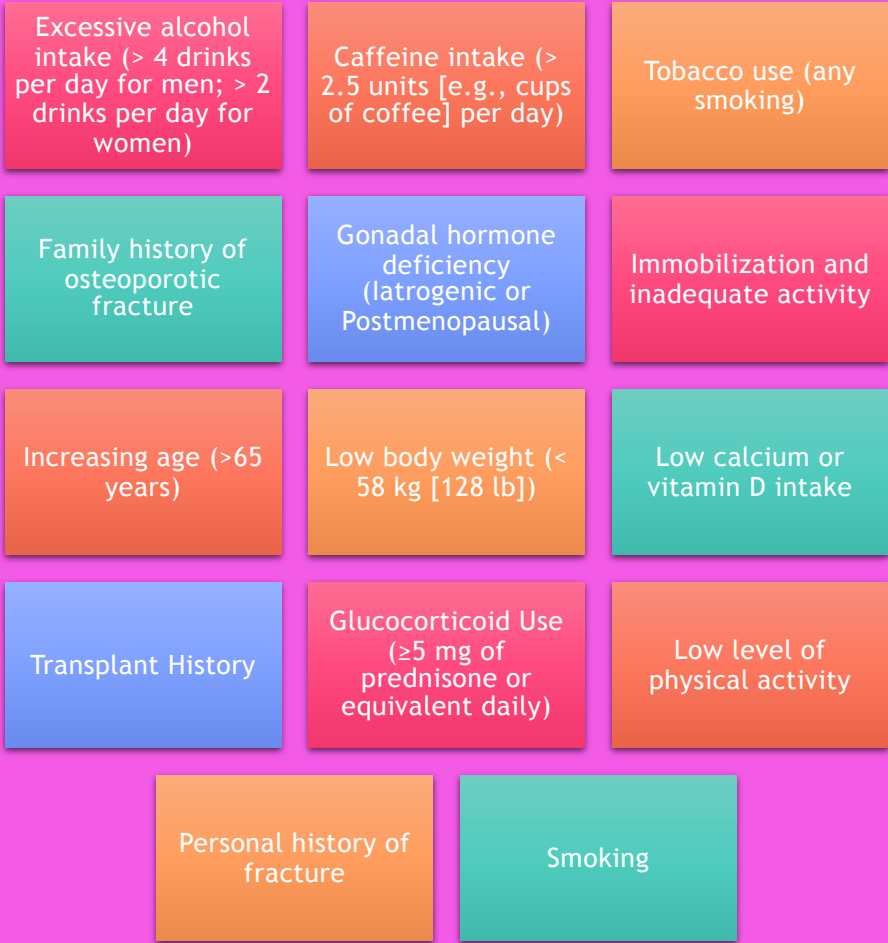 Excessive alcohol
intake (> 4 drinks
per day for men; > 2
drinks per day for
women)
Caffeine intake (>
2.5 units [e.g., cups
of coffee] per day)
Tobacco use (any
smoking)
Family history of
osteoporotic
fracture
Gonadal hormone
deficiency
(Iatrogenic or
Postmenopausal)
Immobilization and
inadequate activity
Increasing age (>65
years)
Low body weight (<
58 kg [128 lb])
Low calcium or
vitamin D intake
Transplant History
Glucocorticoid Use
(≥5 mg of
prednisone or
equivalent daily)
Low level of
physical activity
Personal history of
fracture
Smoking